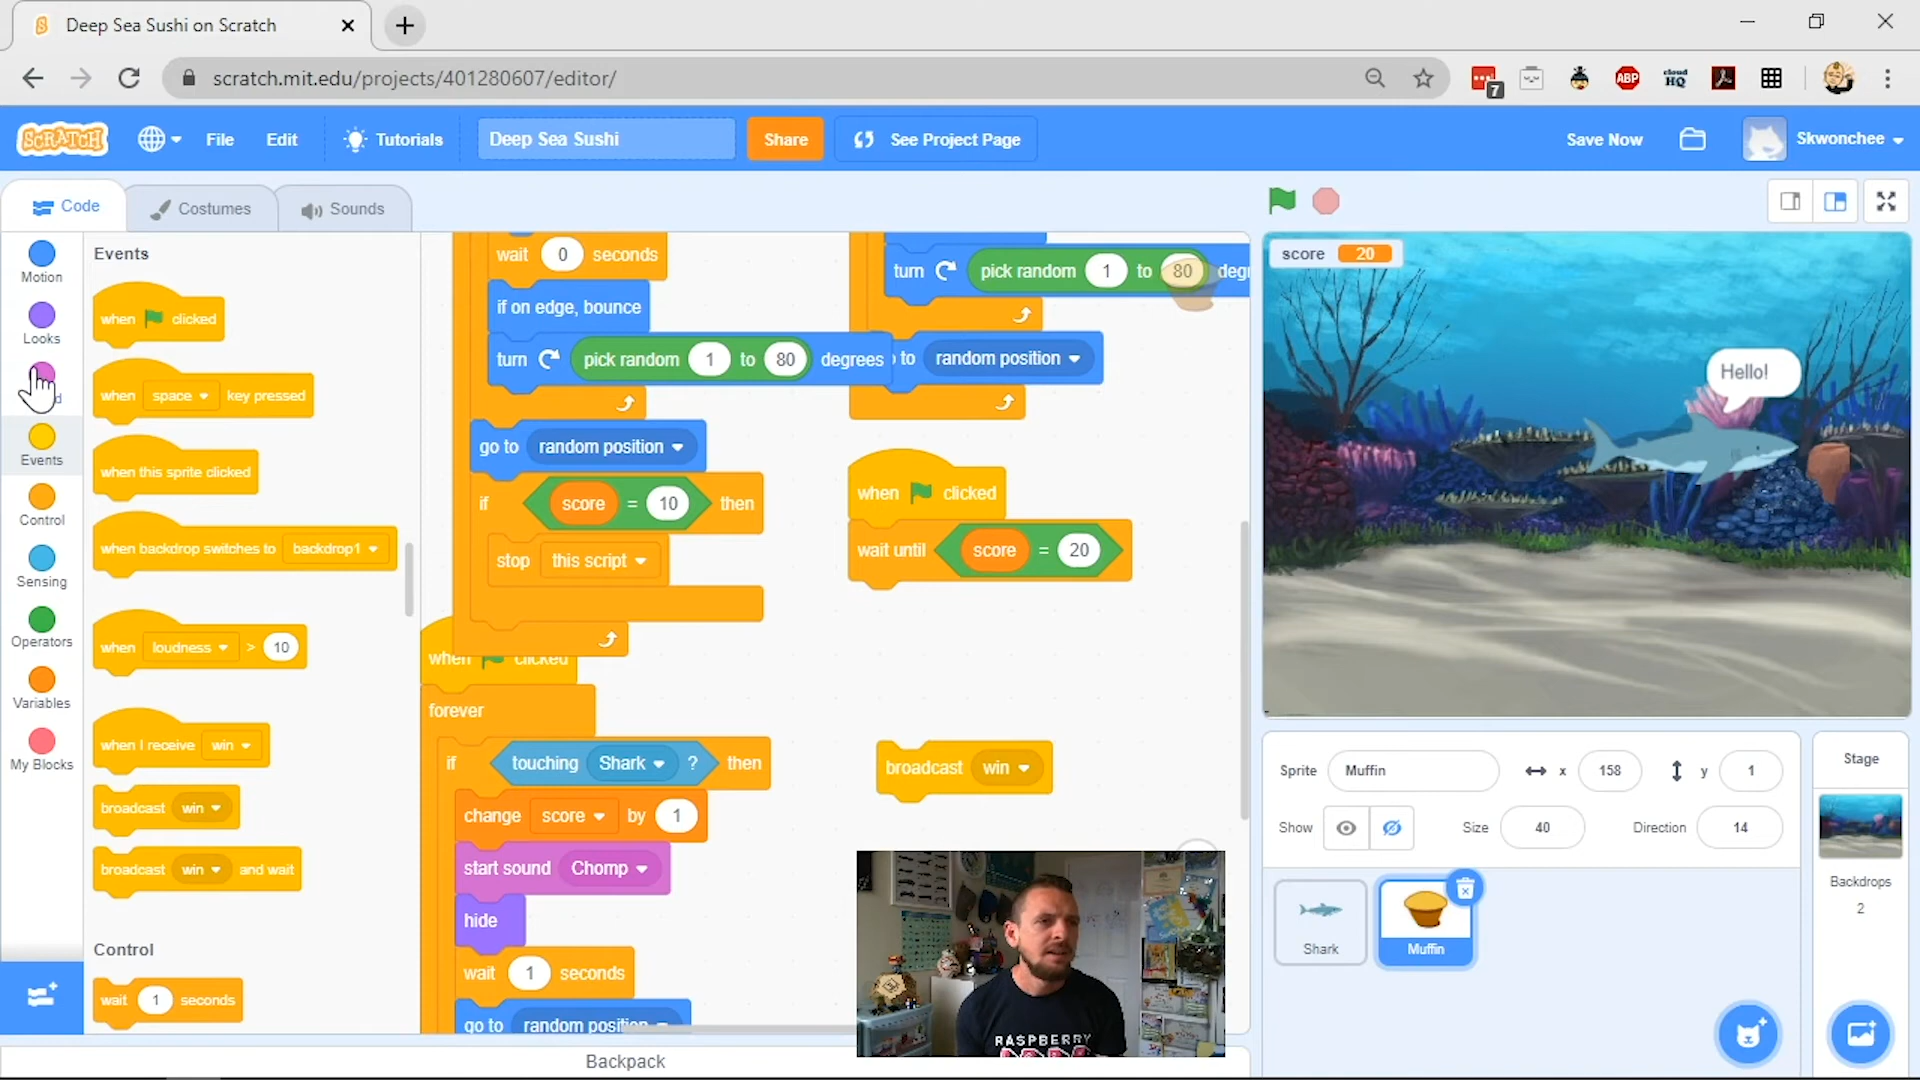 Deep Sea Sushi on Scratch
scratch.mit.edu/projects/401280607/editor/
7
ABP
cloud
HQ
SCRATCH
File
Edit
Tutorials
Deep Sea Sushi
Share
See Project Page
Save Now
Skwonchee
Code
Costumes
Sounds
Motion
Looks
Events
Control
Sensing
Operators
Variables
My Blocks
Events
when clicked
when space key pressed
when this sprite clicked
when backdrop switches to backdrop1
when loudness > 10
when I receive win
broadcast win
broadcast win and wait
Control
wait 1 seconds
wait 0 seconds
if on edge, bounce
turn pick random 1 to 80 degrees
go to random position
if score = 10 then
stop this script
when clicked
forever
if touching Shark ? then
change score by 1
start sound Chomp
hide
wait 1 seconds
go to random position
turn pick random 1 to 80 degr
to random position
when clicked
wait until score = 20
broadcast win
RASPBERRY
Backpack
score 20
Hello!
Sprite Muffin x 158 y 1
Show Size 40 Direction 14
Shark
Muffin
Stage
Backdrops
2